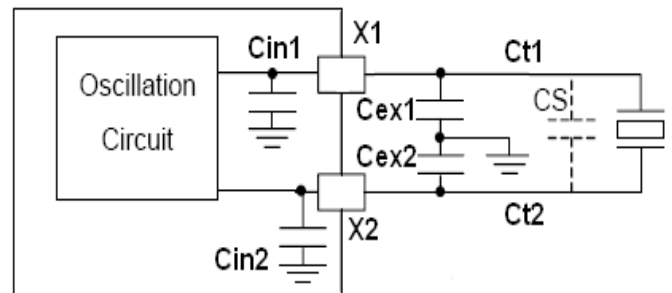 X1
Cin1
Ct1
Oscillation
Circuit
CS
Cex1
Cex2
X2
Ct2
Cin2